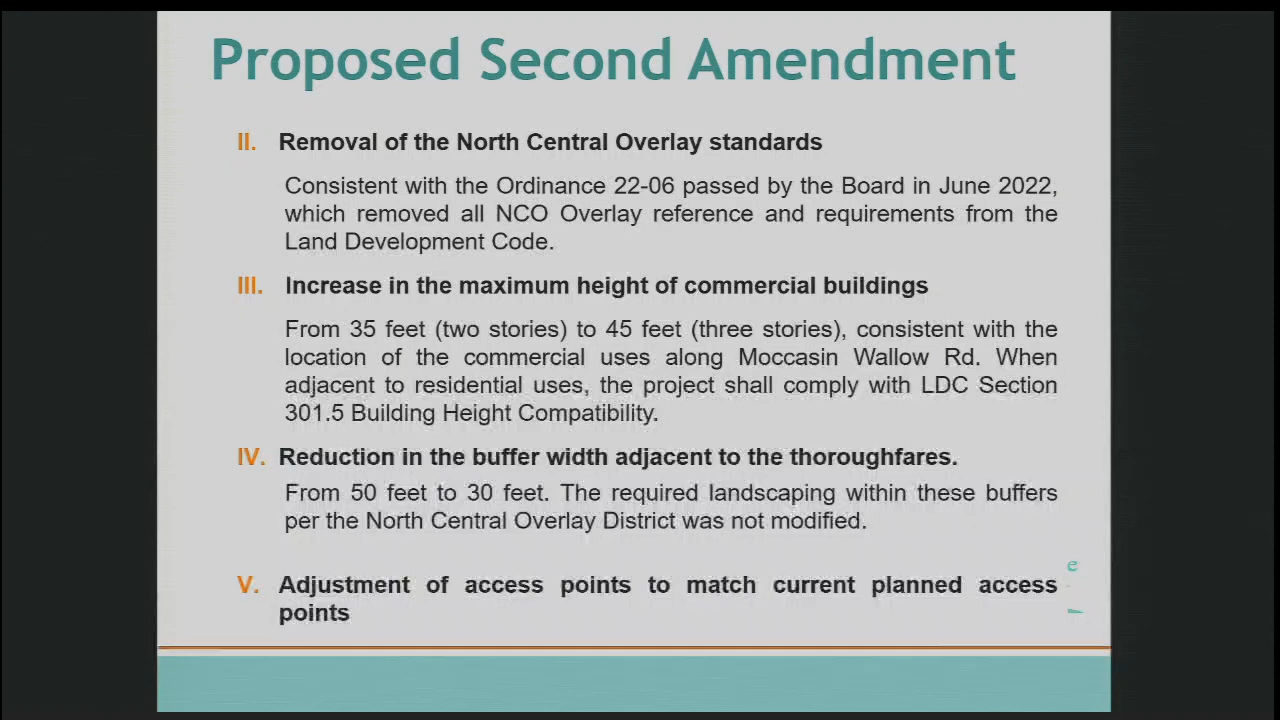 Proposed Second Amendment
II. Removal of the North Central Overlay standards
Consistent with the Ordinance 22-06 passed by the Board in June 2022,
which removed all NCO Overlay reference and requirements from the
Land Development Code.
III. Increase in the maximum height of commercial buildings
From 35 feet (two stories) to 45 feet (three stories), consistent with the
location of the commercial uses along Moccasin Wallow Rd. When
adjacent to residential uses, the project shall comply with LDC Section
301.5 Building Height Compatibility.
IV. Reduction in the buffer width adjacent to the thoroughfares.
From 50 feet to 30 feet. The required landscaping within these buffers
per the North Central Overlay District was not modified.
e
V. Adjustment of access points to match current planned access
points